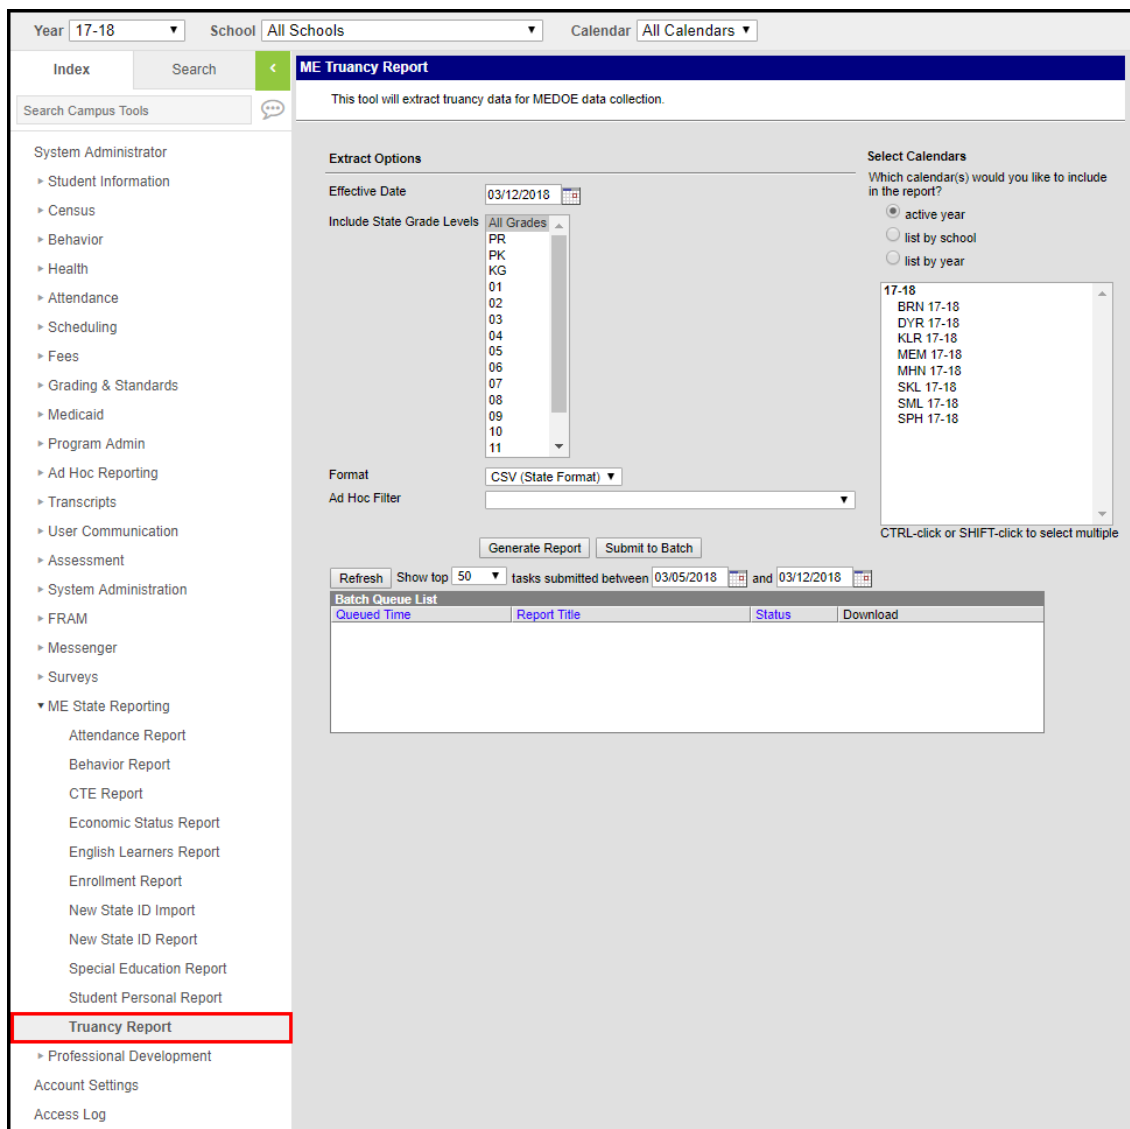 Year 17-18 School All Schools Calendar All Calendars
Index Search
Search Campus Tools
System Administrator
Student Information
Census
Behavior
Health
Attendance
Scheduling
Fees
Grading & Standards
Medicaid
Program Admin
Ad Hoc Reporting
Transcripts
User Communication
Assessment
System Administration
FRAM
Messenger
Surveys
ME State Reporting
Attendance Report
Behavior Report
CTE Report
Economic Status Report
English Learners Report
Enrollment Report
New State ID Import
New State ID Report
Special Education Report
Student Personal Report
Truancy Report
Professional Development
Account Settings
Access Log
ME Truancy Report
This tool will extract truancy data for MEDOE data collection.
Extract Options
Effective Date 03/12/2018
Include State Grade Levels All Grades
PR
PK
KG
01
02
03
04
05
06
07
08
09
10
11
Format CSV (State Format)
Ad Hoc Filter
Select Calendars
Which calendar(s) would you like to include
in the report?
active year
list by school
list by year
17-18
BRN 17-18
DYR 17-18
KLR 17-18
MEM 17-18
MHN 17-18
SKL 17-18
SML 17-18
SPH 17-18
CTRL-click or SHIFT-click to select multiple
Generate Report Submit to Batch
Refresh Show top 50 tasks submitted between 03/05/2018 and 03/12/2018
Batch Queue List
Queued Time Report Title Status Download